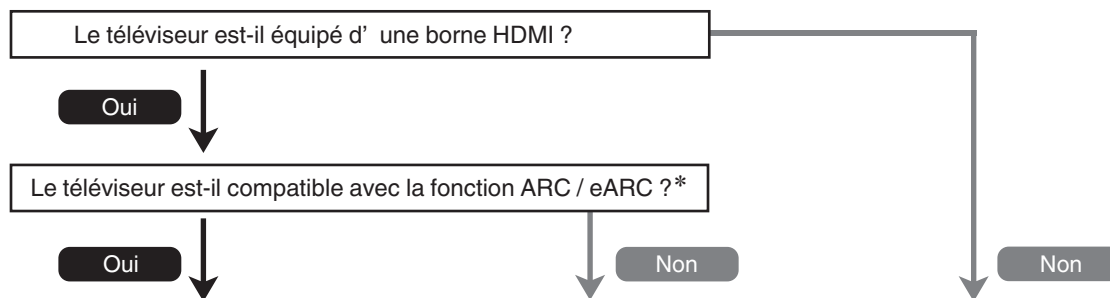 Le téléviseur est-il équipé d’ une borne HDMI ?
Oui
Le téléviseur est-il compatible avec la fonction ARC / eARC ?*
Oui
Non
Non